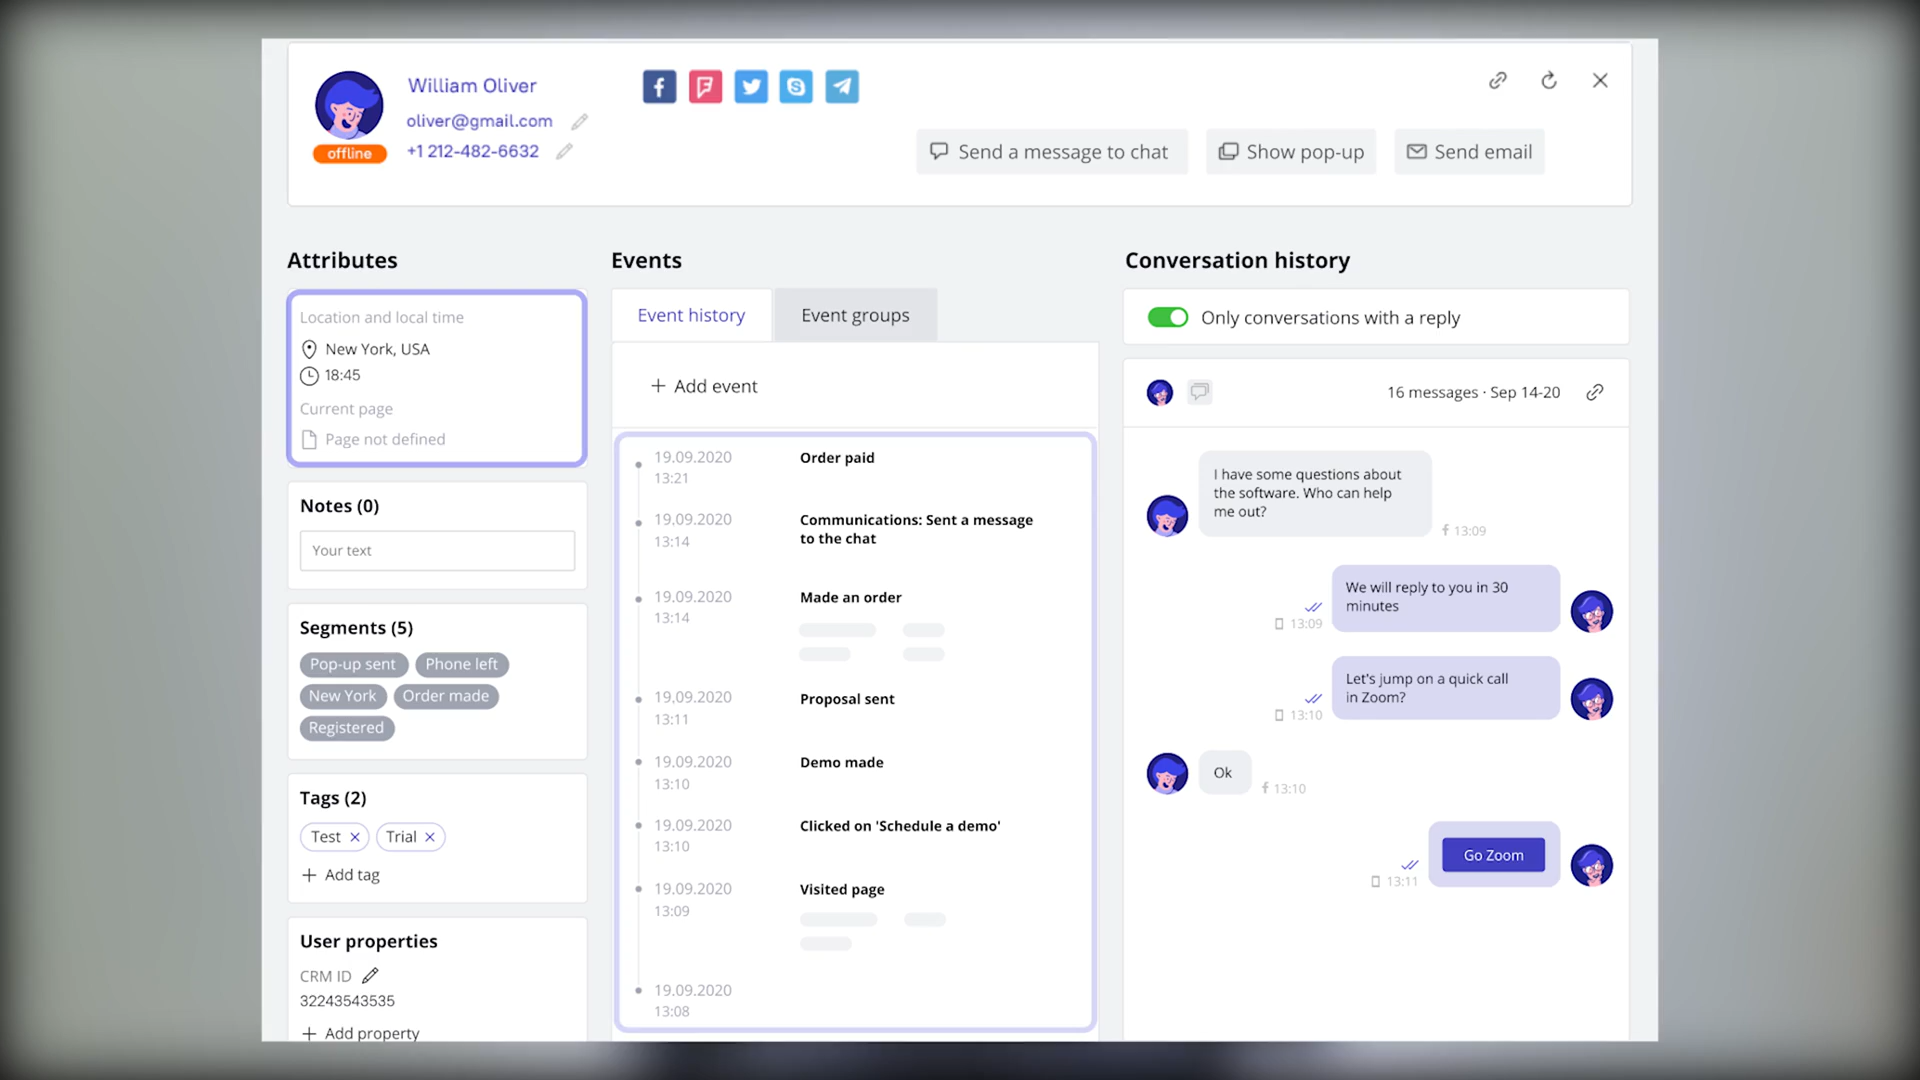 William Oliver
oliver@gmail.com
+1 212-482-6632
offline
Send a message to chat
Show pop-up
Send email
Attributes
Location and local time
New York, USA
18:45
Current page
Page not defined
Notes (0)
Your text
Segments (5)
Pop-up sent
Phone left
New York
Order made
Registered
Tags (2)
Test
Trial
+ Add tag
User properties
CRM ID
32243543535
+ Add property
Events
Event history
Event groups
+ Add event
19.09.2020
13:21
Order paid
19.09.2020
13:14
Communications: Sent a message
to the chat
19.09.2020
13:14
Made an order
19.09.2020
13:11
Proposal sent
19.09.2020
13:10
Demo made
19.09.2020
13:10
Clicked on 'Schedule a demo'
19.09.2020
13:09
Visited page
19.09.2020
13:08
Conversation history
Only conversations with a reply
16 messages · Sep 14-20
I have some questions about
the software. Who can help
me out?
13:09
We will reply to you in 30
minutes
13:09
Let's jump on a quick call
in Zoom?
13:10
Ok
13:10
Go Zoom
13:11